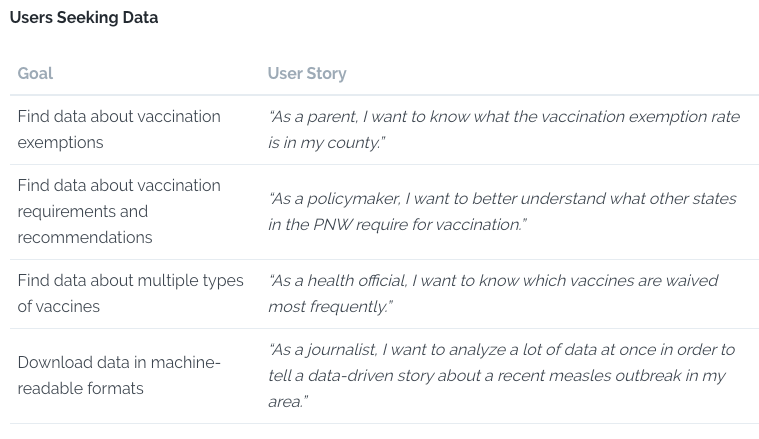 Users Seeking Data
Goal
User Story
Find data about vaccination
exemptions
“As a parent, I want to know what the vaccination exemption rate
is in my county.”
Find data about vaccination
requirements and
recommendations
“As a policymaker, I want to better understand what other states
in the PNW require for vaccination.”
Find data about multiple types
of vaccines
“As a health official, I want to know which vaccines are waived
most frequently.”
Download data in machine-
readable formats
“As a journalist, I want to analyze a lot of data at once in order to
tell a data-driven story about a recent measles outbreak in my
area.”